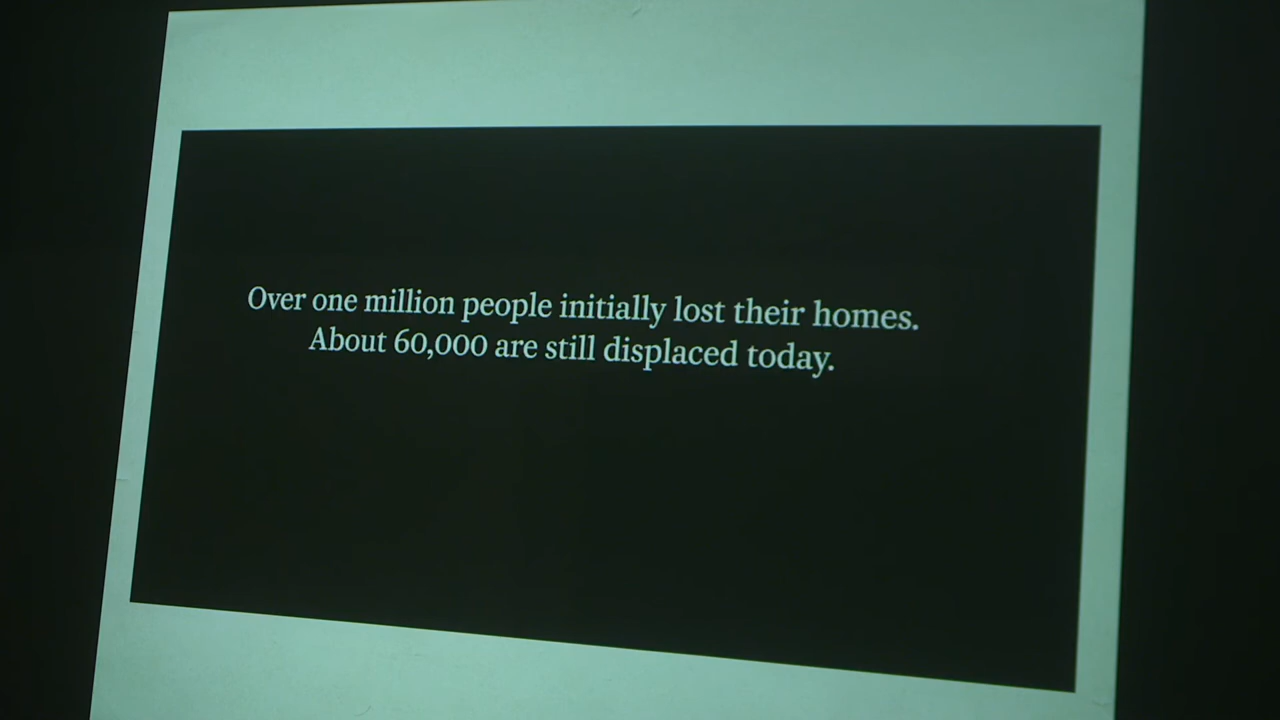 Over one million people initially lost their homes.
About 60,000 are still displaced today.